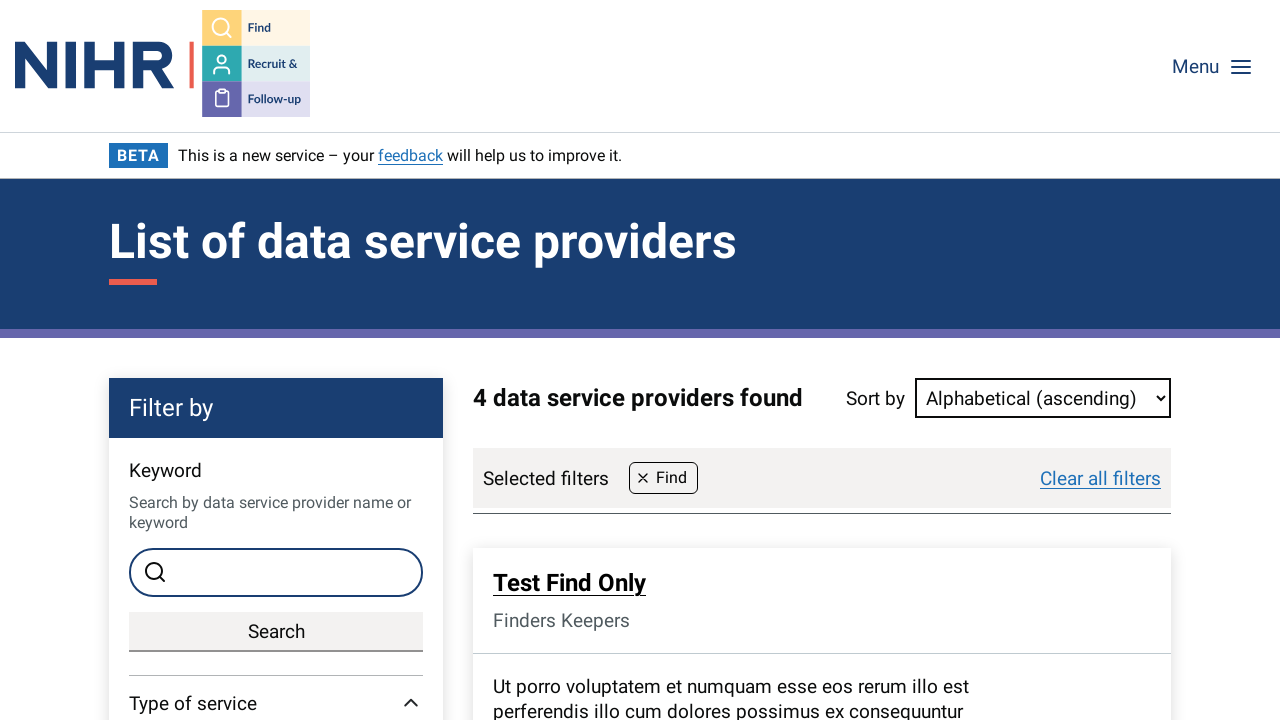 NIHR
Find
Recruit &
Follow-up
Menu
BETA This is a new service – your feedback will help us to improve it.
List of data service providers
Filter by
Keyword
Search by data service provider name or
keyword
Search
Type of service
4 data service providers found
Sort by Alphabetical (ascending)
Selected filters Find Clear all filters
Test Find Only
Finders Keepers
Ut porro voluptatem et numquam esse eos rerum illo est
perferendis illo cum dolores possimus ex consequuntur